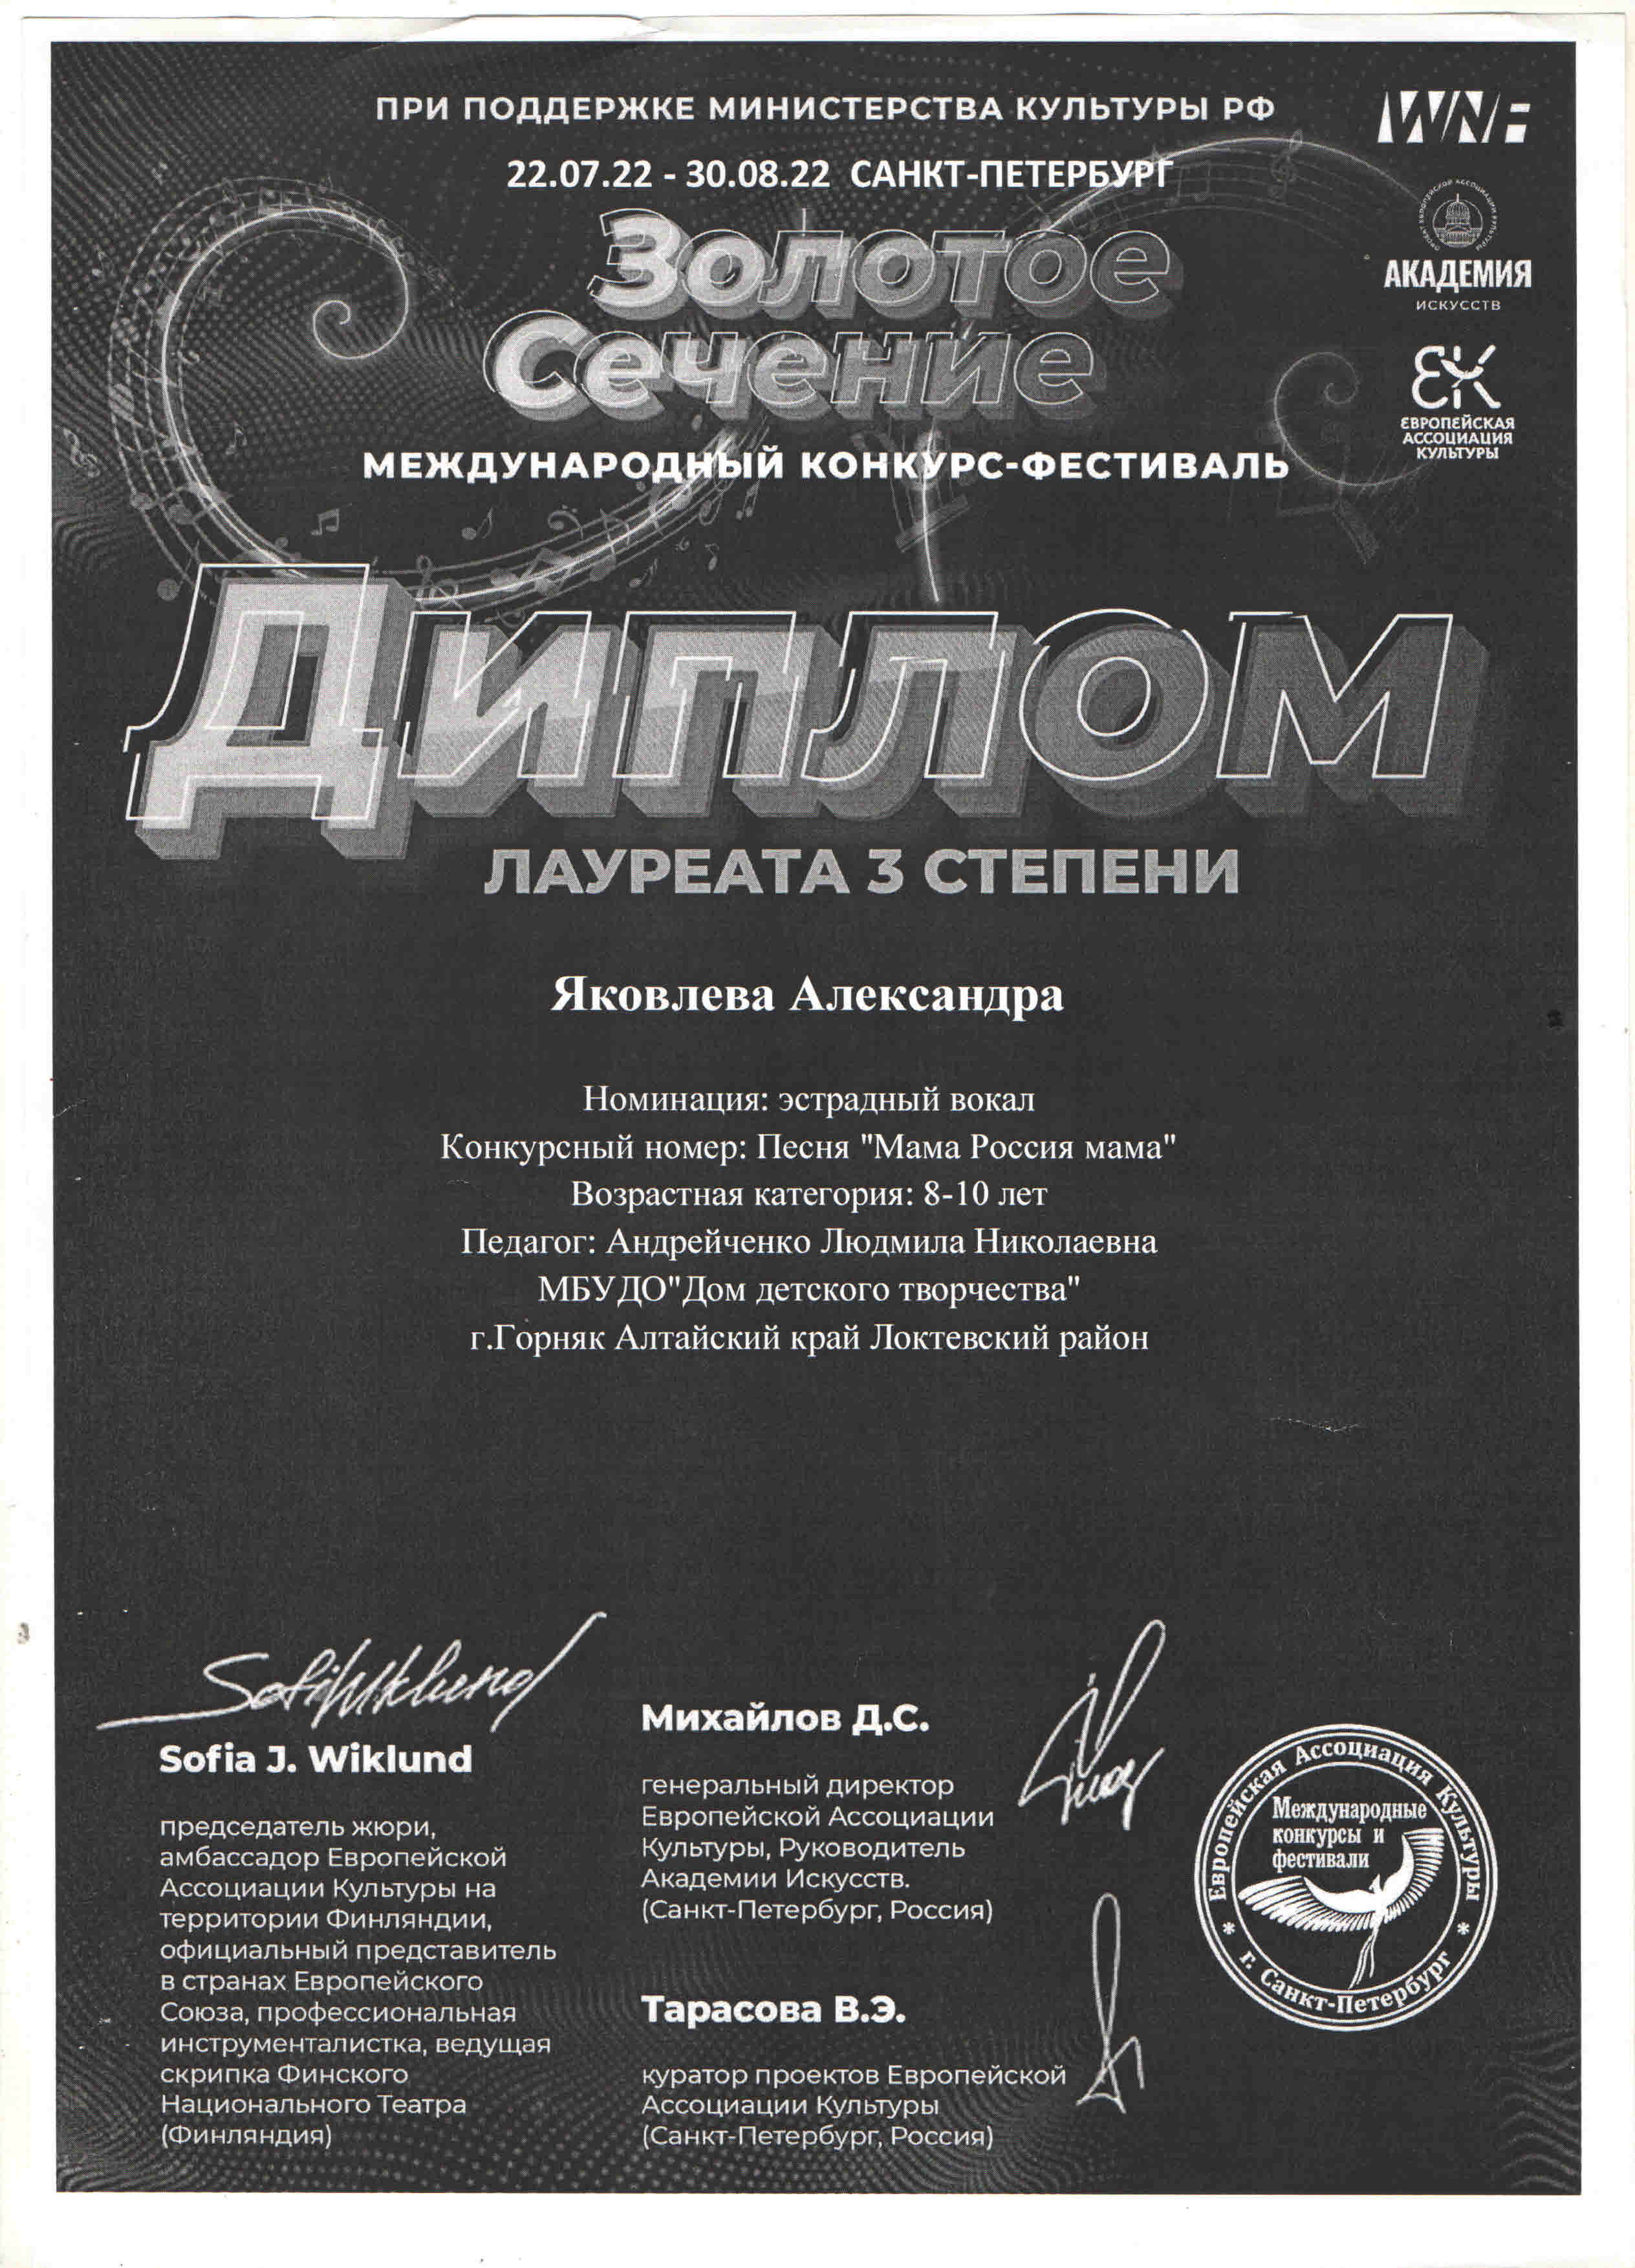 ПРИ ПОДДЕРЖКЕ МИНИСТЕРСТВА КУЛЬТУРЫ РФ
WNF
22.07.22 - 30.08.22 САНКТ-ПЕТЕРБУРГ
Золотое
Сечение
МЕЖДУНАРОДНЫЙ КОНКУРС-ФЕСТИВАЛЬ
ПРОЕКТ ЕВРОПЕЙСКОЙ АССОЦИАЦИИ КУЛЬТУРЫ
АКАДЕМИЯ
ИСКУССТВ
ЕВРОПЕЙСКАЯ
АССОЦИАЦИЯ
КУЛЬТУРЫ
ДИПЛОМ
ЛАУРЕАТА 3 СТЕПЕНИ
Яковлева Александра
Номинация: эстрадный вокал
Конкурсный номер: Песня "Мама Россия мама"
Возрастная категория: 8-10 лет
Педагог: Андрейченко Людмила Николаевна
МБУДО"Дом детского творчества"
г.Горняк Алтайский край Локтевский район
Sofia J. Wiklund
председатель жюри,
амбассадор Европейской
Ассоциации Культуры на
территории Финляндии,
официальный представитель
в странах Европейского
Союза, профессиональная
инструменталистка, ведущая
скрипка Финского
Национального Театра
(Финляндия)
Михайлов Д.С.
генеральный директор
Европейской Ассоциации
Культуры, Руководитель
Академии Искусств.
(Санкт-Петербург, Россия)
Тарасова В.Э.
куратор проектов Европейской
Ассоциации Культуры
(Санкт-Петербург, Россия)
Европейская Ассоциация Культуры
Международные
конкурсы и
фестивали
* г. Санкт-Петербург *